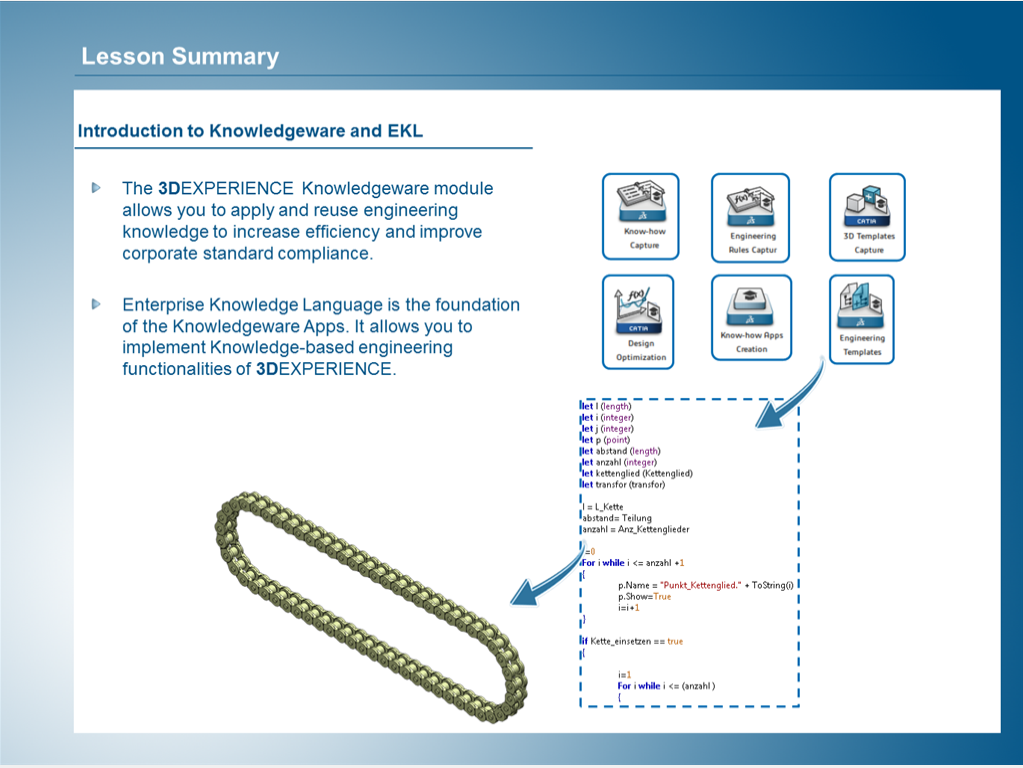 Lesson Summary
Introduction to Knowledgeware and EKL
The 3DEXPERIENCE Knowledgeware module
allows you to apply and reuse engineering
knowledge to increase efficiency and improve
corporate standard compliance.
Enterprise Knowledge Language is the foundation
of the Knowledgeware Apps. It allows you to
implement Knowledge-based engineering
functionalities of 3DEXPERIENCE.
Know-how
Capture
Engineering
Rules Captur
CATIA
3D Templates
Capture
CATIA
Design
Optimization
Know-how Apps
Creation
Engineering
Templates
let l (length)
let i (integer)
let j (integer)
let p (point)
let abstand (length)
let anzahl (integer)
let kettenglied (Kettenglied)
let transfor (transfor)
l = L_Kette
abstand= Teilung
anzahl = Anz_Kettenglieder
=0
For i while i <= anzahl +1
{
p.Name = "Punkt_Kettenglied." + ToString(i)
p.Show=True
i=i+1
}
if Kette_einsetzen == true
{
i=1
For i while i <= (anzahl )
{